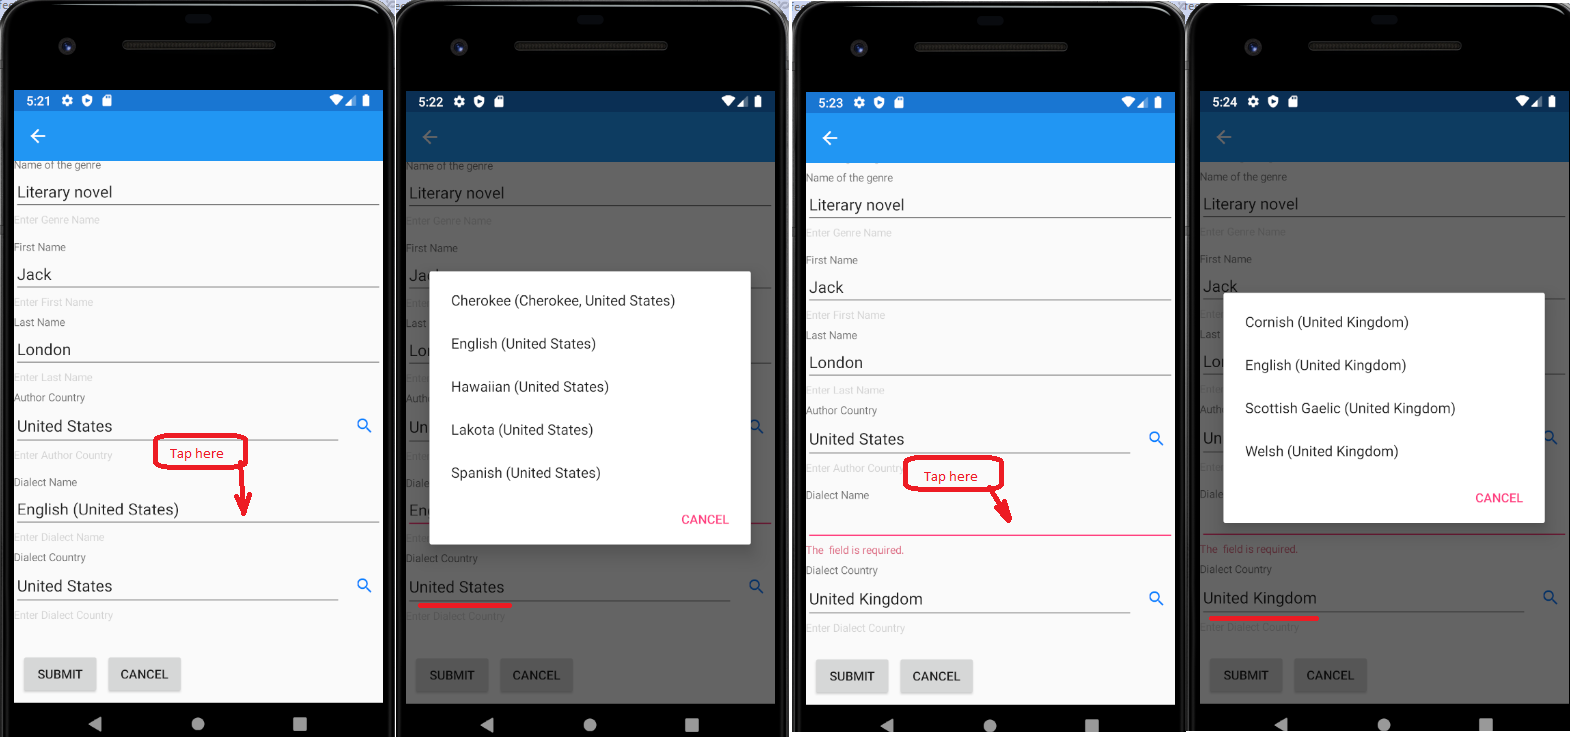 5:21
Name of the genre
Literary novel
Enter Genre Name
First Name
Jack
Enter First Name
Last Name
London
Enter Last Name
Author Country
United States
Tap here
Enter Author Country
Dialect Name
English (United States)
Enter Dialect Name
Dialect Country
United States
Enter Dialect Country
SUBMIT CANCEL
5:22
Name of the genre
Literary novel
Enter Genre Name
First Name
Cherokee (Cherokee, United States)
English (United States)
Hawaiian (United States)
Lakota (United States)
Spanish (United States)
CANCEL
Dialect Country
United States
Enter Dialect Country
SUBMIT CANCEL
5:23
Name of the genre
Literary novel
Enter Genre Name
First Name
Jack
Enter First Name
Last Name
London
Enter Last Name
Author Country
United States
Enter Author Country
Tap here
Dialect Name
The field is required.
Dialect Country
United Kingdom
Enter Dialect Country
SUBMIT CANCEL
5:24
Name of the genre
Literary novel
Enter Genre Name
First Name
Jack
Cornish (United Kingdom)
English (United Kingdom)
Scottish Gaelic (United Kingdom)
Welsh (United Kingdom)
CANCEL
The field is required.
Dialect Country
United Kingdom
Enter Dialect Country
SUBMIT CANCEL